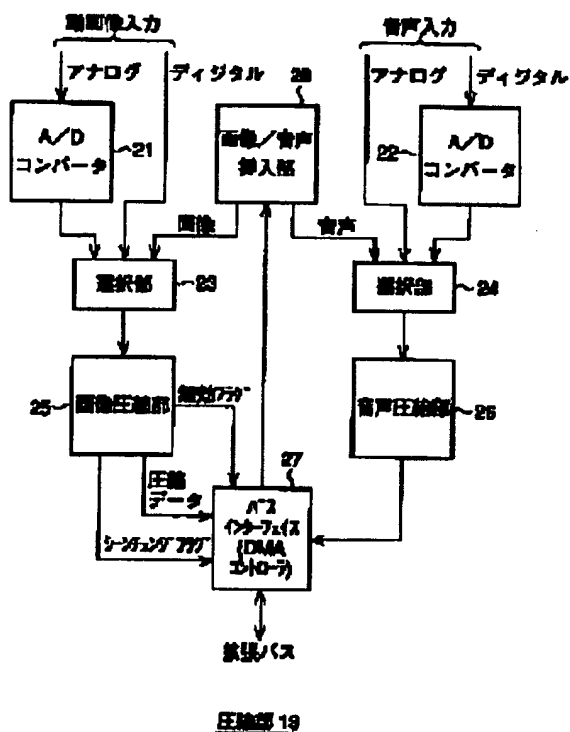 動画像入力
音声入力
アナログ
ディジタル
28
アナログ
ディジタル
A/D
コンバータ
21
画像/音声
挿入部
22
A/D
コンバータ
画像
音声
選択部
23
選択部
24
25
画像圧縮部
無効フラグ
音声圧縮部
26
圧縮
データ
27
シーンチェンジフラグ
バス
インターフェイス
(DMA
コントローラ)
拡張バス
圧縮部 19